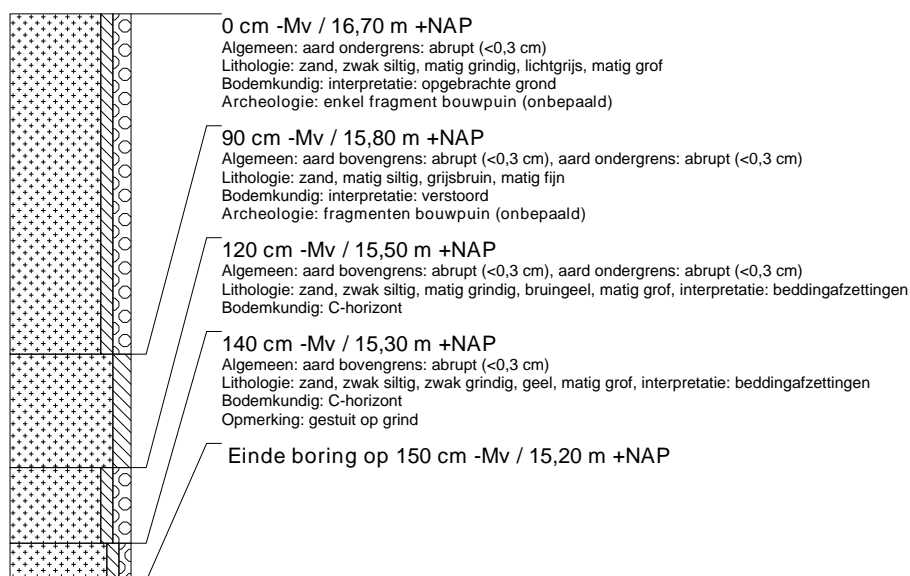 0 cm -Mv / 16,70 m +NAP
Algemeen: aard ondergrens: abrupt (<0,3 cm)
Lithologie: zand, zwak siltig, matig grindig, lichtgrijs, matig grof
Bodemkundig: interpretatie: opgebrachte grond
Archeologie: enkel fragment bouwpuin (onbepaald)
90 cm -Mv / 15,80 m +NAP
Algemeen: aard bovengrens: abrupt (<0,3 cm), aard ondergrens: abrupt (<0,3 cm)
Lithologie: zand, matig siltig, grijsbruin, matig fijn
Bodemkundig: interpretatie: verstoord
Archeologie: fragmenten bouwpuin (onbepaald)
120 cm -Mv / 15,50 m +NAP
Algemeen: aard bovengrens: abrupt (<0,3 cm), aard ondergrens: abrupt (<0,3 cm)
Lithologie: zand, zwak siltig, matig grindig, bruingeel, matig grof, interpretatie: beddingafzettingen
Bodemkundig: C-horizont
140 cm -Mv / 15,30 m +NAP
Algemeen: aard bovengrens: abrupt (<0,3 cm)
Lithologie: zand, zwak siltig, zwak grindig, geel, matig grof, interpretatie: beddingafzettingen
Bodemkundig: C-horizont
Opmerking: gestuit op grind
Einde boring op 150 cm -Mv / 15,20 m +NAP